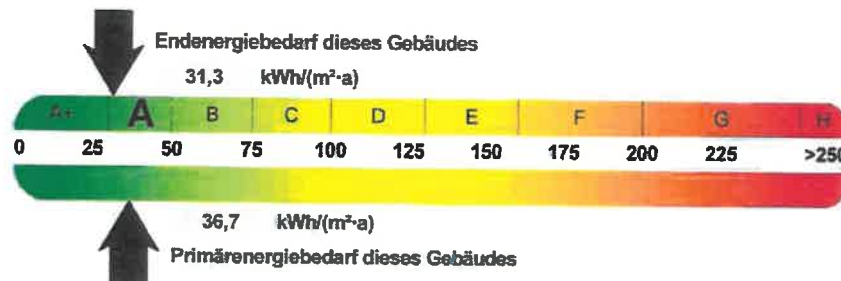 Endenergiebedarf dieses Gebäudes
31,3 kWh/(m²·a)
A+ A B C D E F G H
0 25 50 75 100 125 150 175 200 225 >250
36,7 kWh/(m²·a)
Primärenergiebedarf dieses Gebäudes